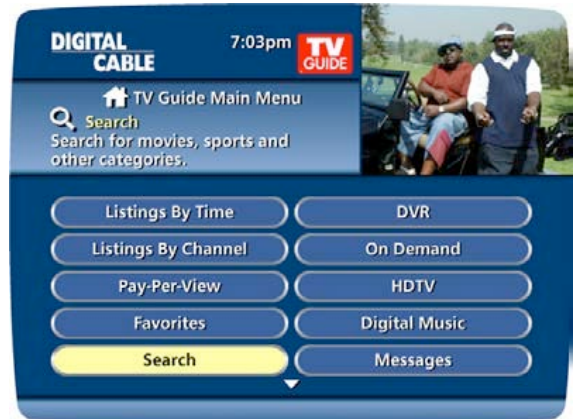 DIGITAL
CABLE
7:03pm
TV
GUIDE
TV Guide Main Menu
Search
Search for movies, sports and
other categories.
Listings By Time
DVR
Listings By Channel
On Demand
Pay-Per-View
HDTV
Favorites
Digital Music
Search
Messages